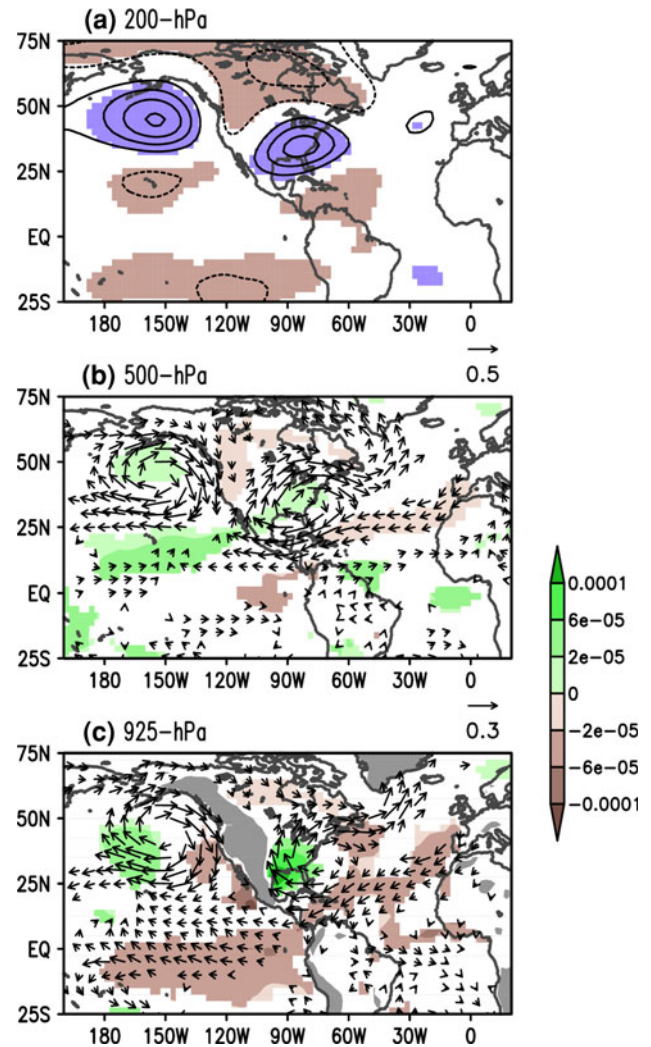 (a) 200-hPa
75N
50N
25N
EQ
25S
180 150W 120W 90W 60W 30W 0
(b) 500-hPa
0.5
75N
50N
25N
EQ
25S
180 150W 120W 90W 60W 30W 0
(c) 925-hPa
0.3
75N
50N
25N
EQ
25S
180 150W 120W 90W 60W 30W 0
0.0001
6e-05
2e-05
0
-2e-05
-6e-05
-0.0001